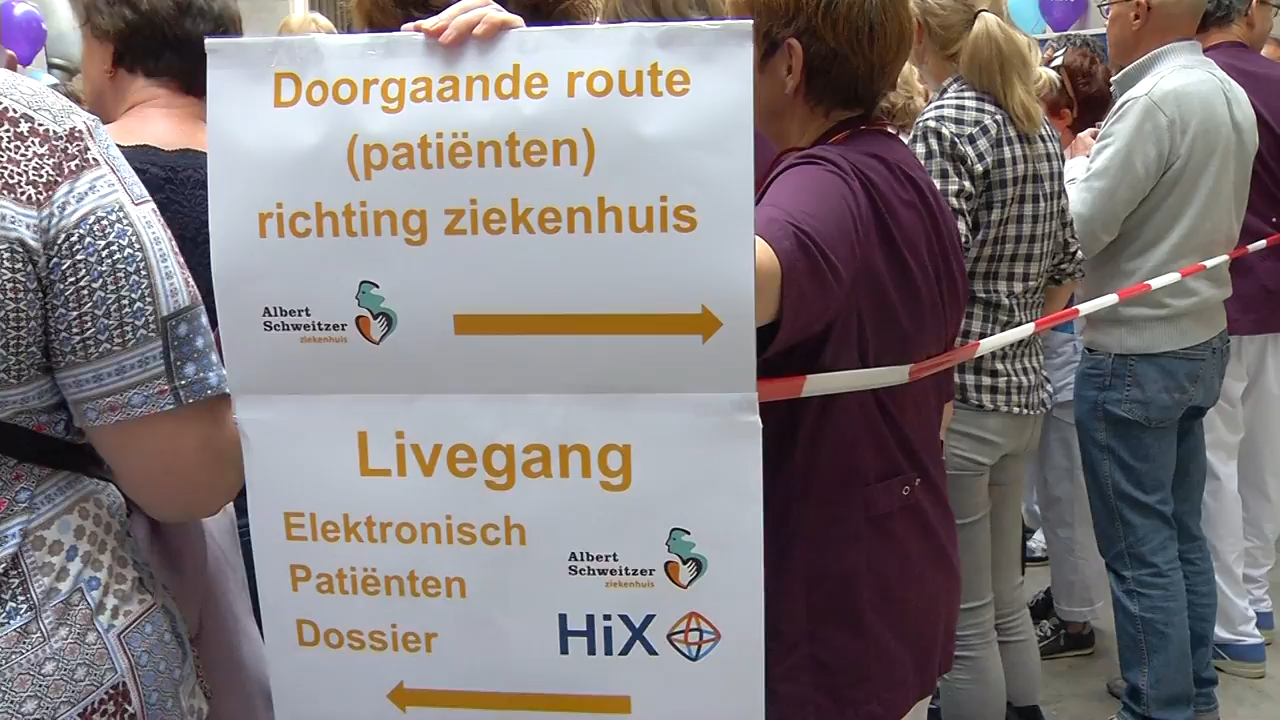 Doorgaande route
(patiënten)
richting ziekenhuis
Albert
Schweitzer
ziekenhuis
Livegang
Elektronisch
Patiënten
Dossier
Albert
Schweitzer
ziekenhuis
HiX